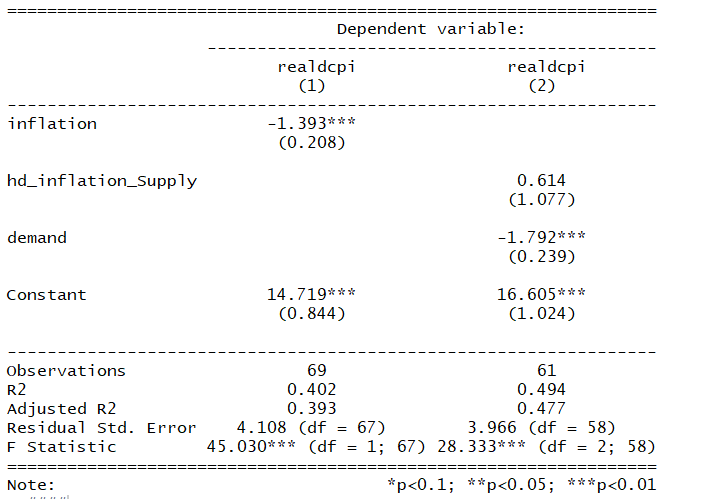 Dependent variable:
realdcpi realdcpi
(1) (2)
inflation -1.393***
(0.208)
hd_inflation_Supply 0.614
(1.077)
demand -1.792***
(0.239)
Constant 14.719*** 16.605***
(0.844) (1.024)
Observations 69 61
R2 0.402 0.494
Adjusted R2 0.393 0.477
Residual Std. Error 4.108 (df = 67) 3.966 (df = 58)
F Statistic 45.030*** (df = 1; 67) 28.333*** (df = 2; 58)
Note: *p<0.1; **p<0.05; ***p<0.01